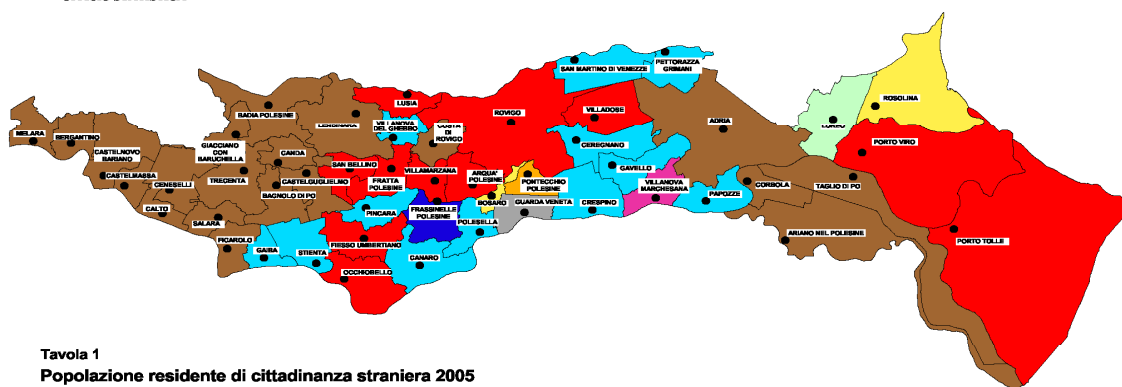 SAN MARTINO DI VENEZZE
PETTORAZZA
GRIMANI
ROSOLINA
LUSIA
ROVIGO
VILLADOSE
BADIA POLESINE
ADRIA
VILLANOVA
DEL GHEBBO
COSTA
DI
ROVIGO
MELARA
BERGANTINO
GIACCIANO
CON
BARUCHELLA
CEREGNANO
PORTO VIRO
CASTELNOVO
BARIANO
CANDA
SAN BELLINO
GAVELLO
CASTELMASSA
CENESELLI
TRECENTA
CASTELGUGLIELMO
FRATTA
POLESINE
VILLAMARZANA
ARQUA'
POLESINE
PONTECCHIO
POLESINE
VILLANOVA
MARCHESANA
CORBOLA
TAGLIO DI PO
BAGNOLO DI PO
PAPOZZE
CALTO
PINCARA
FRASSINELLE
POLESINE
BOSARO
GUARDA VENETA
CRESPINO
SALARA
POLESELLA
ARIANO NEL POLESINE
FICAROLO
GAIBA
STIENTA
FIESSO UMBERTIANO
PORTO TOLLE
OCCHIOBELLO
CANARO
Tavola 1
Popolazione residente di cittadinanza straniera 2005